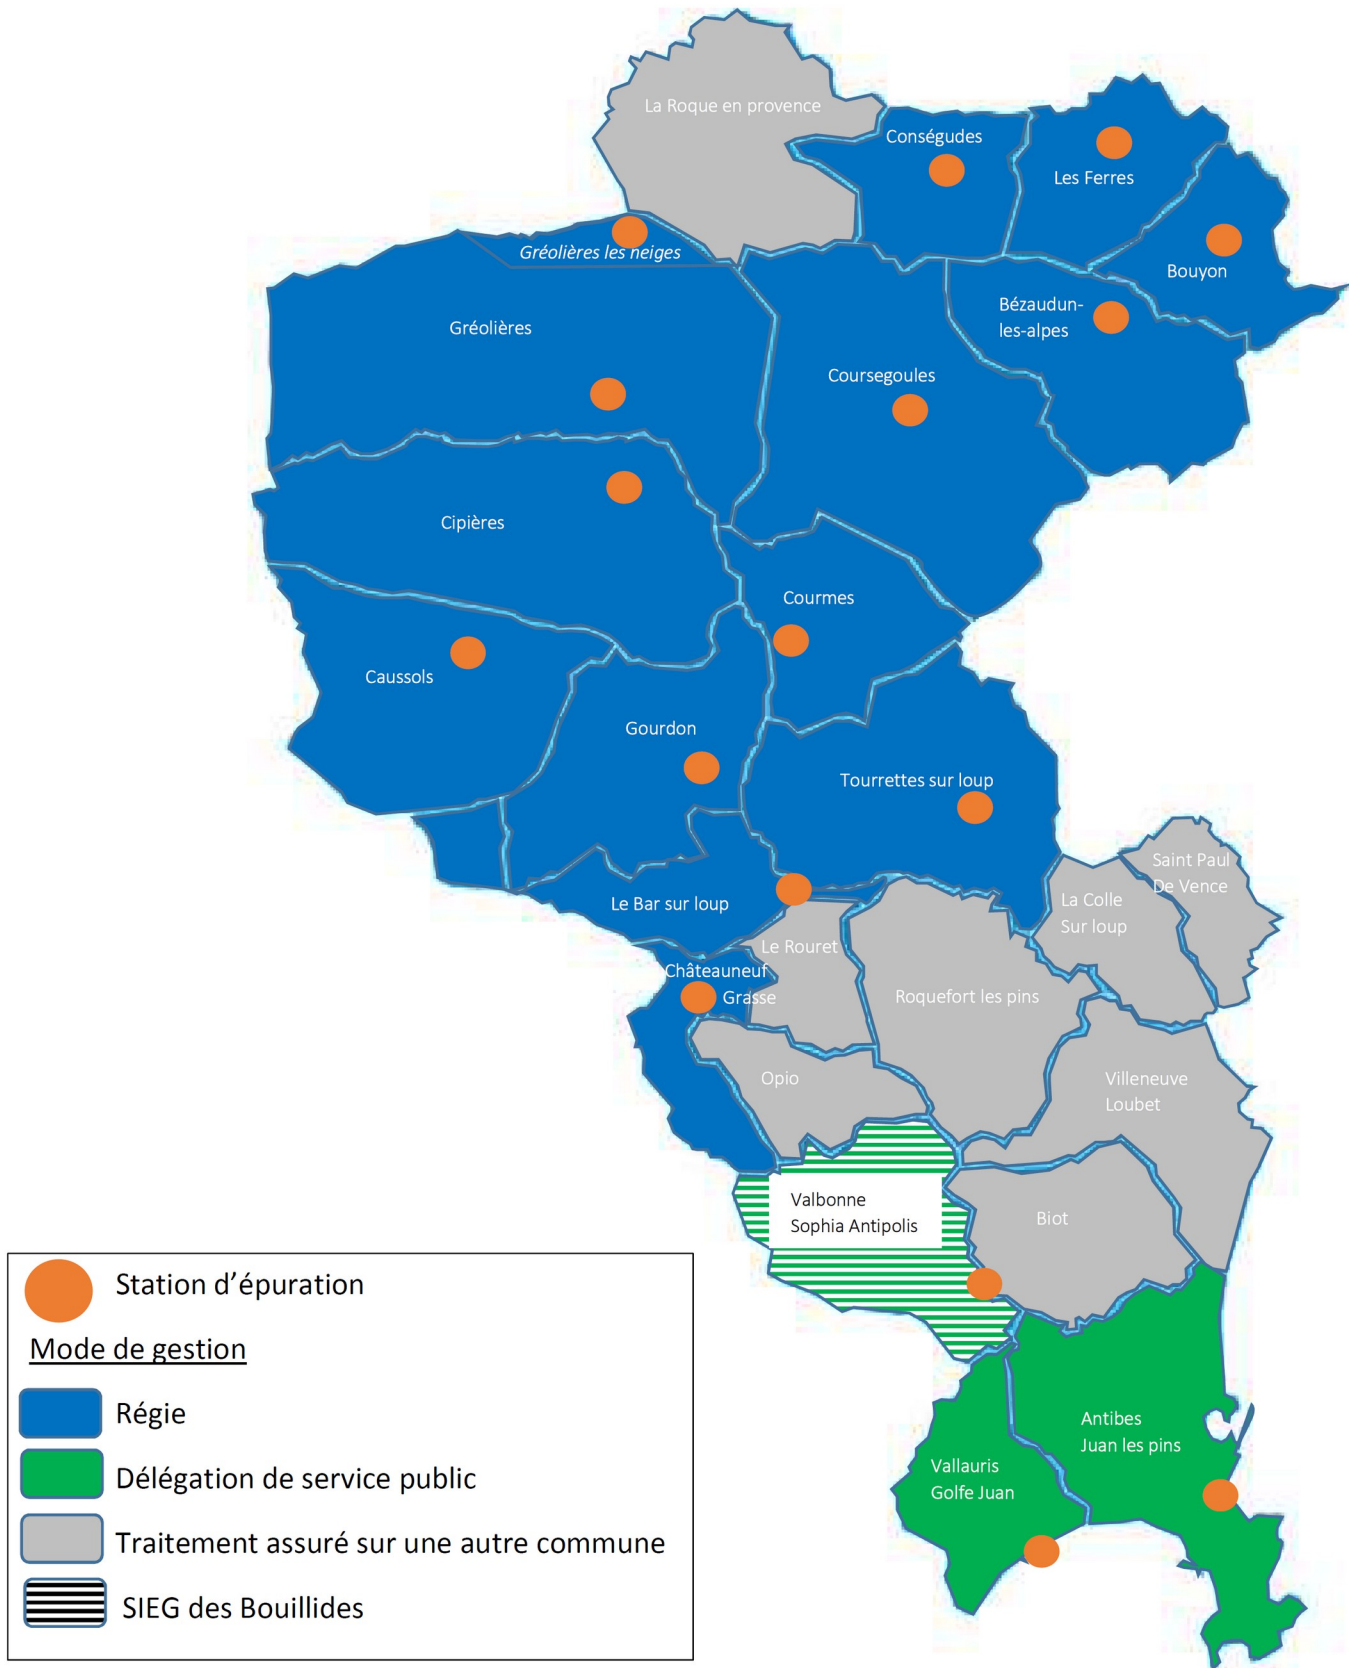 La Roque en provence
Conségudes
Les Ferres
Bouyon
Gréolières les neiges
Bézaudun-
les-alpes
Gréolières
Coursegoules
Cipières
Courmes
Caussols
Gourdon
Tourrettes sur loup
Saint Paul
De Vence
La Colle
Sur loup
Le Bar sur loup
Le Rouret
Châteauneuf
Grasse
Roquefort les pins
Opio
Villeneuve
Loubet
Valbonne
Sophia Antipolis
Biot
Antibes
Juan les pins
Vallauris
Golfe Juan
Station d'épuration
Mode de gestion
Régie
Délégation de service public
Traitement assuré sur une autre commune
SIEG des Bouillides